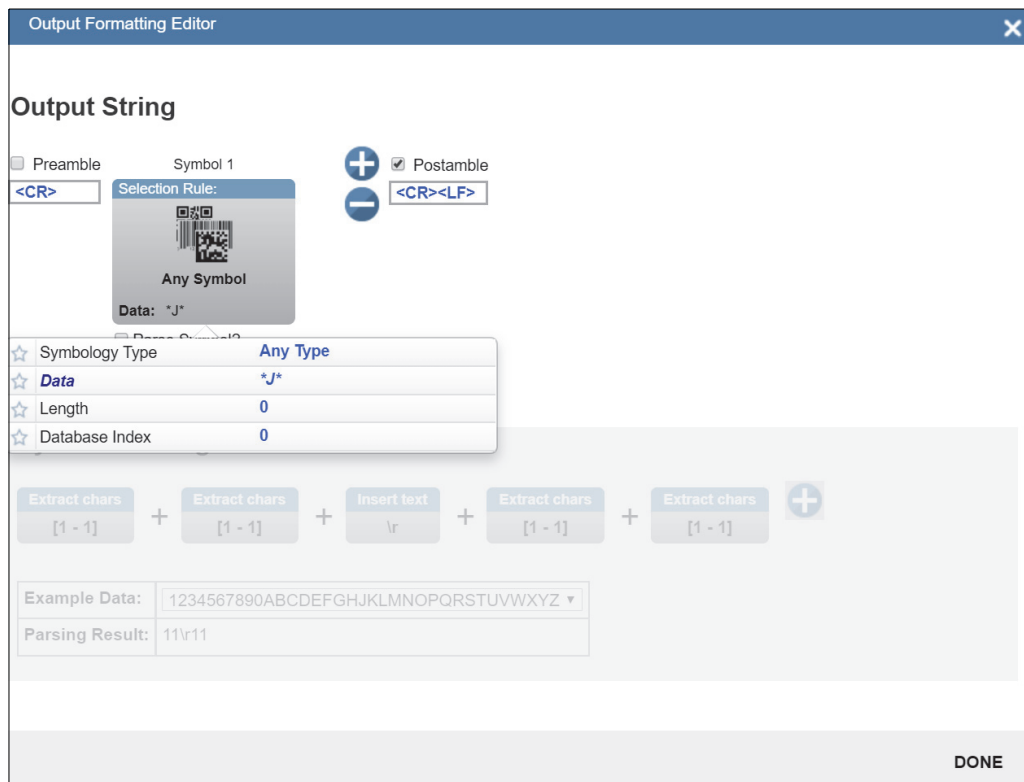 Output Formatting Editor
Output String
Preamble
Symbol 1
Postamble
<CR>
Selection Rule:
<CR><LF>
Any Symbol
Data: *J*
Symbology Type Any Type
Data *J*
Length 0
Database Index 0
Extract chars + Extract chars + Insert text + Extract chars + Extract chars
[1 - 1] [1 - 1] \r [1 - 1] [1 - 1]
Example Data: 1234567890ABCDEFGHJKLMNOPQRSTUVWXYZ
Parsing Result: 11\r11
DONE